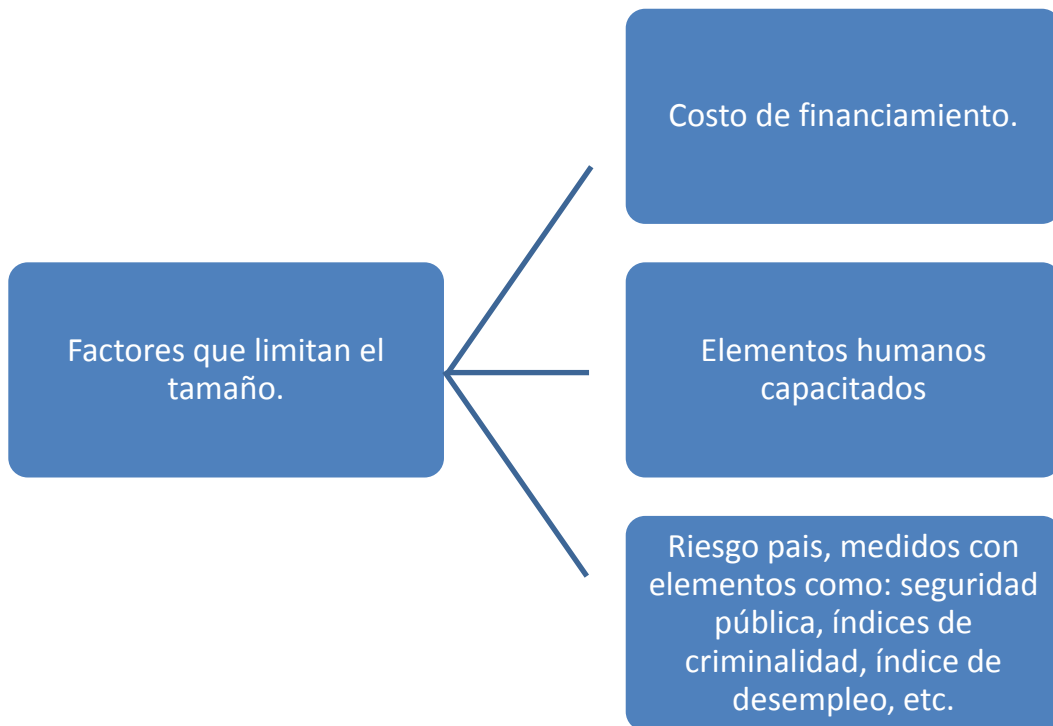 Costo de financiamiento.
Factores que limitan el
tamaño.
Elementos humanos
capacitados
Riesgo pais, medidos con
elementos como: seguridad
pública, índices de
criminalidad, índice de
desempleo, etc.